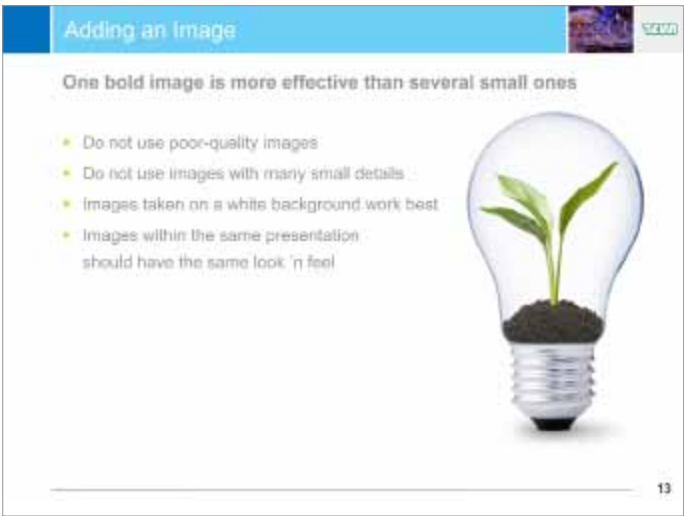 Adding an Image
TEVA
One bold image is more effective than several small ones
Do not use poor-quality images
Do not use images with many small details
Images taken on a white background work best
Images within the same presentation
should have the same look 'n feel
13